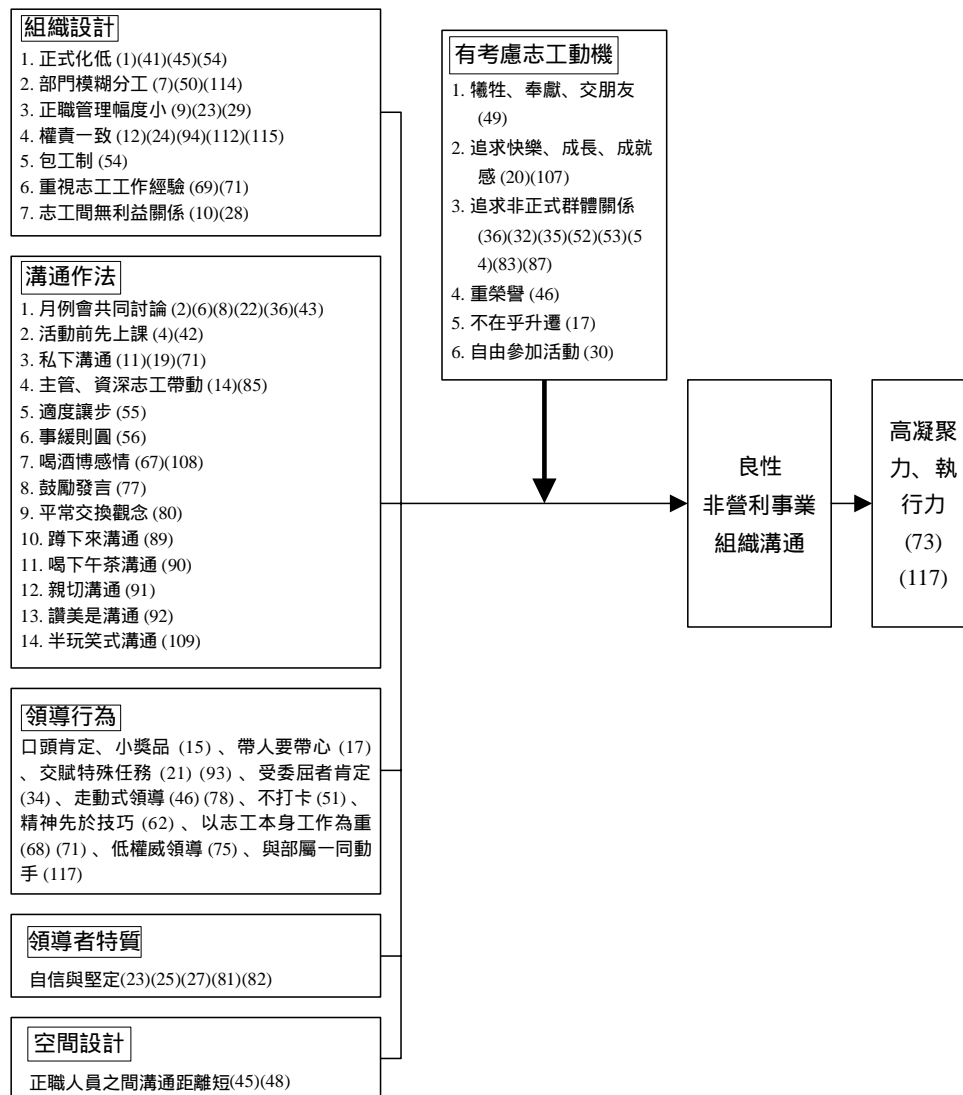 組織設計
1. 正式化低 (1)(41)(45)(54)
2. 部門模糊分工 (7)(50)(114)
3. 正職管理幅度小 (9)(23)(29)
4. 權責一致 (12)(24)(94)(112)(115)
5. 包工制 (54)
6. 重視志工工作經驗 (69)(71)
7. 志工間無利益關係 (10)(28)
溝通作法
1. 月例會共同討論 (2)(6)(8)(22)(36)(43)
2. 活動前先上課 (4)(42)
3. 私下溝通 (11)(19)(71)
4. 主管、資深志工帶動 (14)(85)
5. 適度讓步 (55)
6. 事緩則圓 (56)
7. 喝酒博感情 (67)(108)
8. 鼓勵發言 (77)
9. 平常交換觀念 (80)
10. 蹲下來溝通 (89)
11. 喝下午茶溝通 (90)
12. 親切溝通 (91)
13. 讚美是溝通 (92)
14. 半玩笑式溝通 (109)
領導行為
口頭肯定、小獎品 (15) 、帶人要帶心 (17)
、交賦特殊任務 (21) (93) 、受委屈者肯定
(34) 、走動式領導 (46) (78) 、不打卡 (51) 、
精神先於技巧 (62) 、以志工本身工作為重
(68) (71) 、低權威領導 (75) 、與部屬一同動
手 (117)
領導者特質
自信與堅定(23)(25)(27)(81)(82)
空間設計
正職人員之間溝通距離短(45)(48)
有考慮志工動機
1. 犧牲、奉獻、交朋友
(49)
2. 追求快樂、成長、成就
感 (20)(107)
3. 追求非正式群體關係
(36)(32)(35)(52)(53)(5
4)(83)(87)
4. 重榮譽 (46)
5. 不在乎升遷 (17)
6. 自由參加活動 (30)
良性
非營利事業
組織溝通
高凝聚
力、執
行力
(73)
(117)